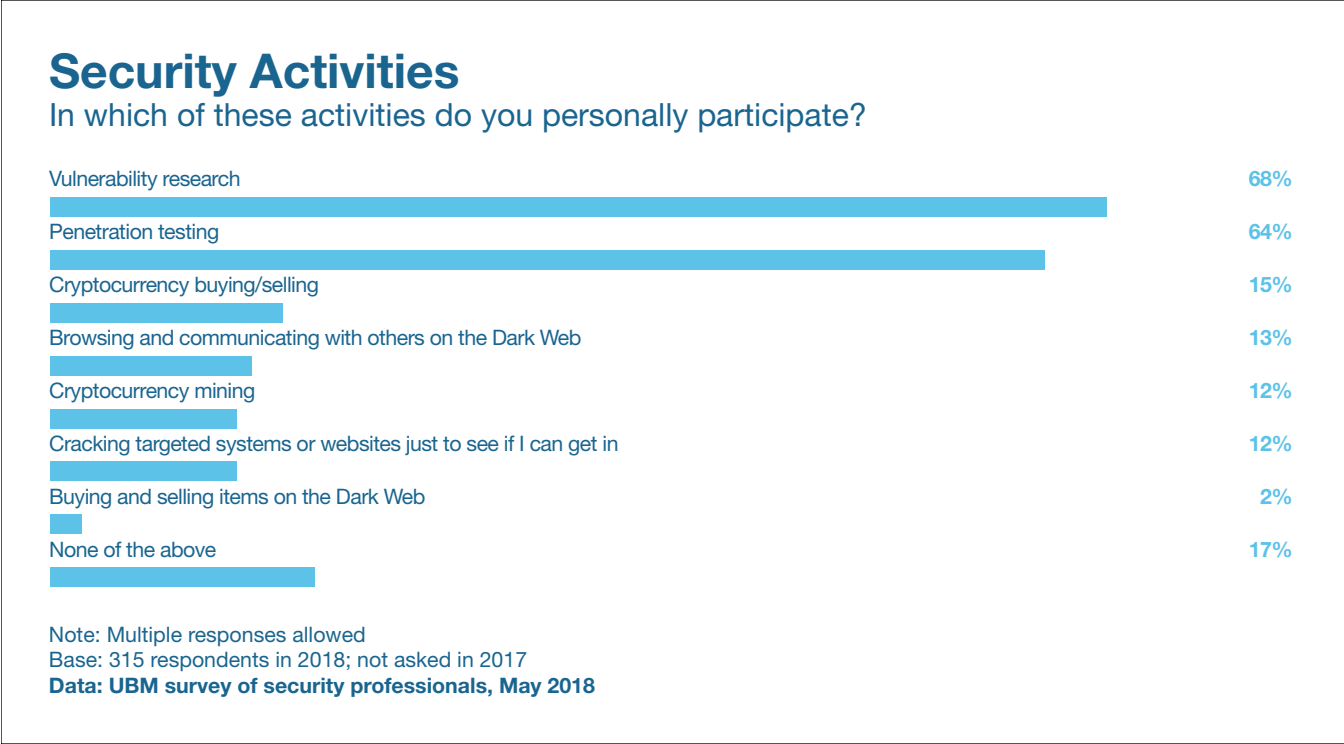 Security Activities
In which of these activities do you personally participate?
Vulnerability research 68%
Penetration testing 64%
Cryptocurrency buying/selling 15%
Browsing and communicating with others on the Dark Web 13%
Cryptocurrency mining 12%
Cracking targeted systems or websites just to see if I can get in 12%
Buying and selling items on the Dark Web 2%
None of the above 17%
Note: Multiple responses allowed
Base: 315 respondents in 2018; not asked in 2017
Data: UBM survey of security professionals, May 2018